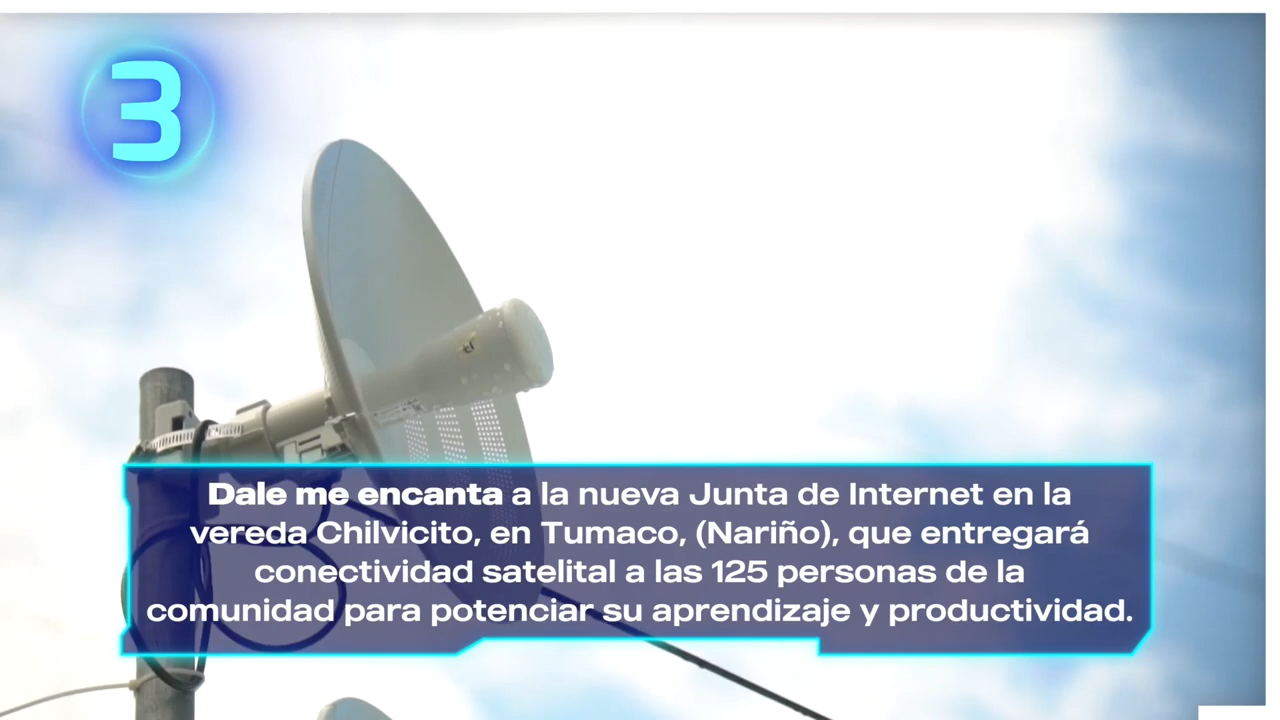 3
Dale me encanta a la nueva Junta de Internet en la
vereda Chilvicito, en Tumaco, (Nariño), que entregará
conectividad satelital a las 125 personas de la
comunidad para potenciar su aprendizaje y productividad.